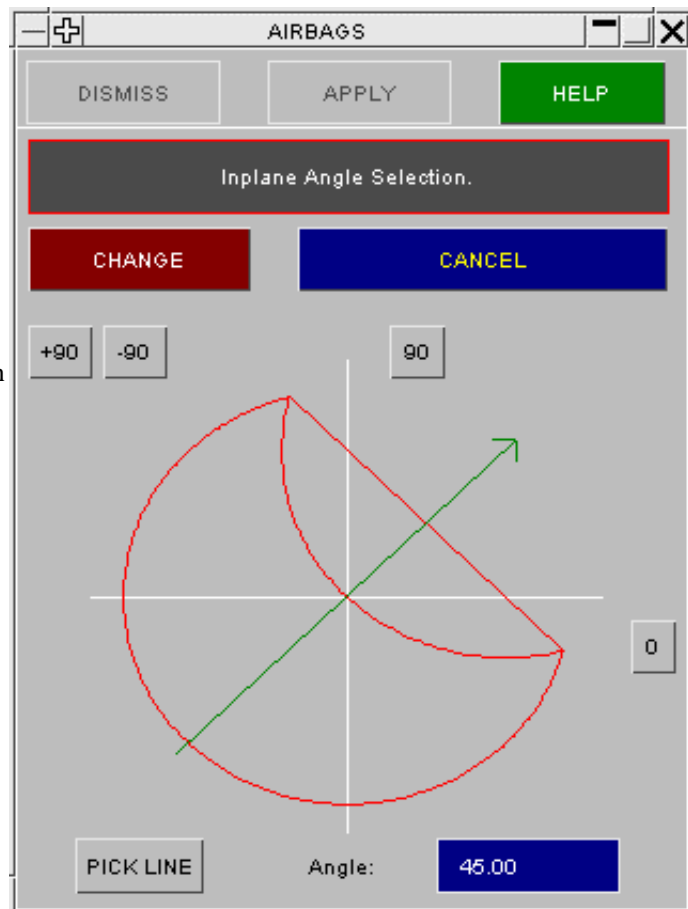 AIRBAGS
DISMISS APPLY HELP
Inplane Angle Selection.
CHANGE CANCEL
+90 -90 90
n
0
PICK LINE Angle: 45.00